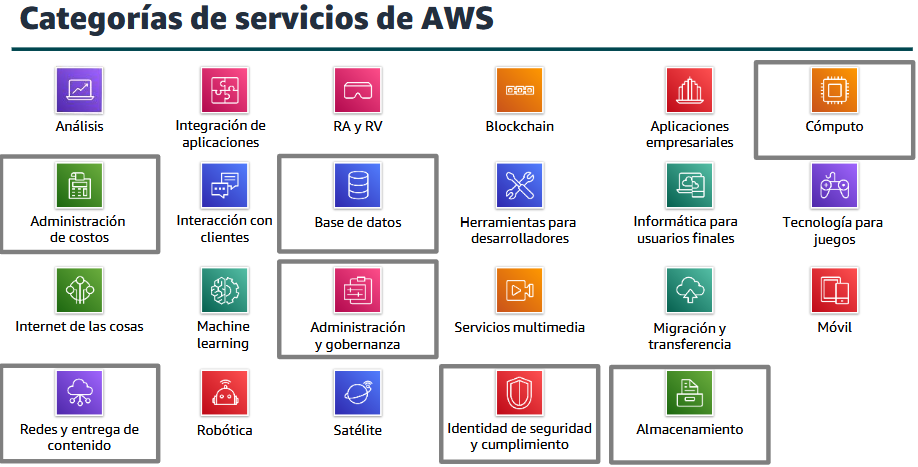 Categorías de servicios de AWS
Análisis
Integración de
aplicaciones
RA y RV
Blockchain
Aplicaciones
empresariales
Cómputo
Administración
de costos
Interacción con
clientes
Base de datos
Herramientas para
desarrolladores
Informática para
usuarios finales
Tecnología para
juegos
Internet de las cosas
Machine
learning
Administración
y gobernanza
Servicios multimedia
Migración y
transferencia
Móvil
Redes y entrega de
contenido
Robótica
Satélite
Identidad de seguridad
y cumplimiento
Almacenamiento